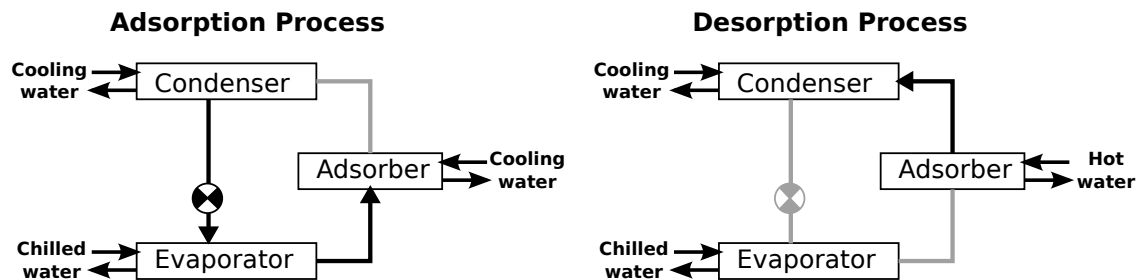 Adsorption Process
Cooling
water
Condenser
Adsorber
Cooling
water
Chilled
water
Evaporator
Desorption Process
Cooling
water
Condenser
Adsorber
Hot
water
Chilled
water
Evaporator